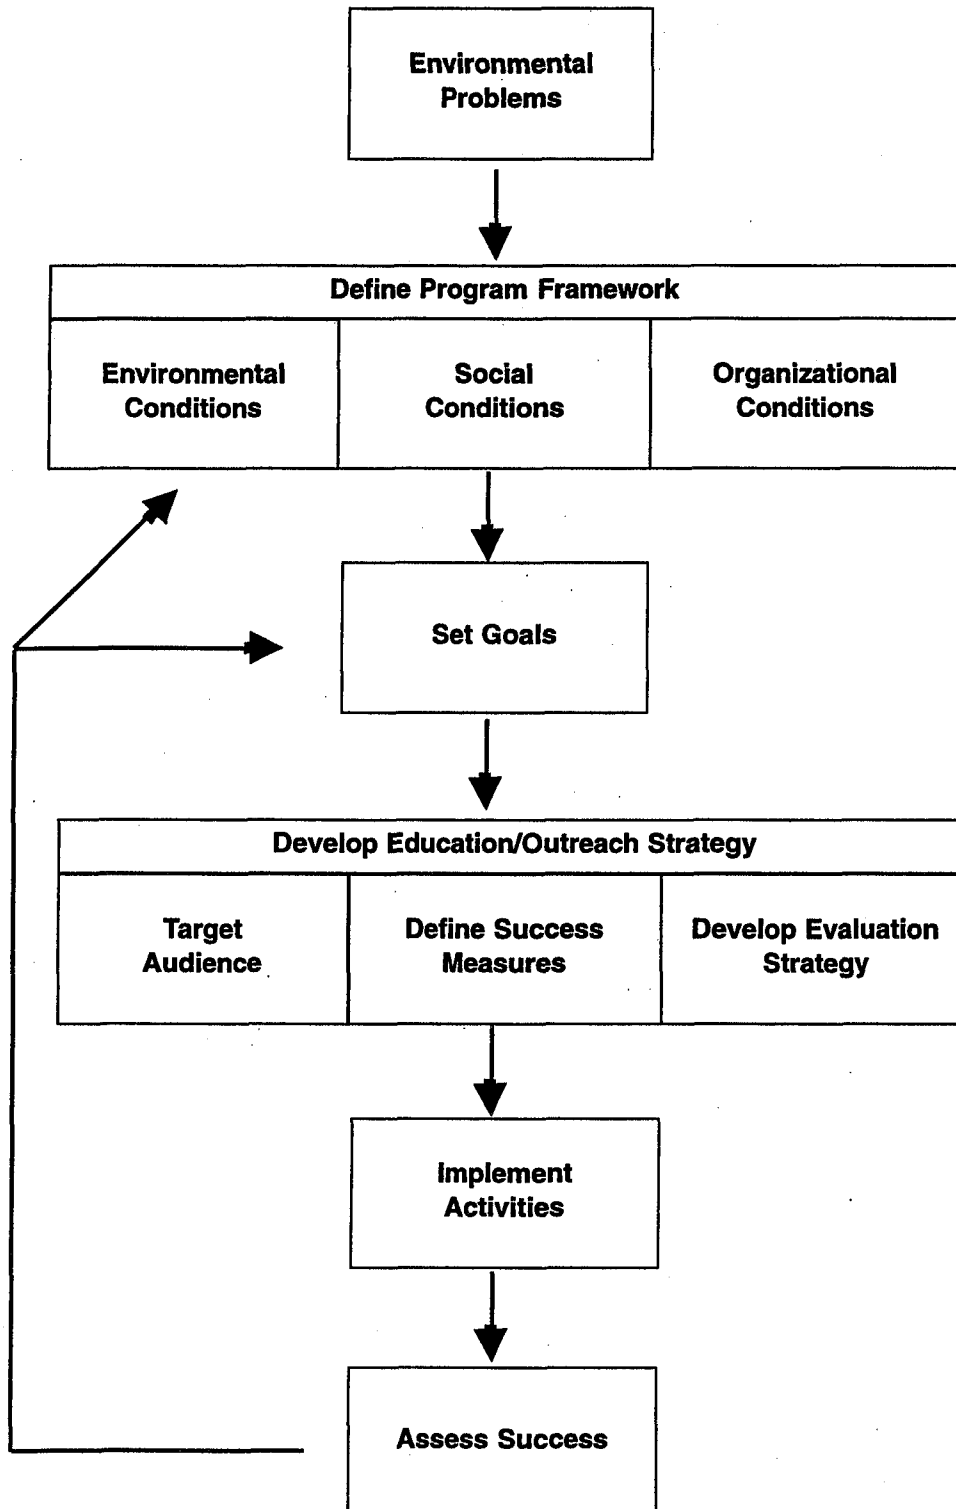 Environmental
Problems
Define Program Framework
Environmental
Conditions
Social
Conditions
Organizational
Conditions
Set Goals
Develop Education/Outreach Strategy
Target
Audience
Define Success
Measures
Develop Evaluation
Strategy
Implement
Activities
Assess Success